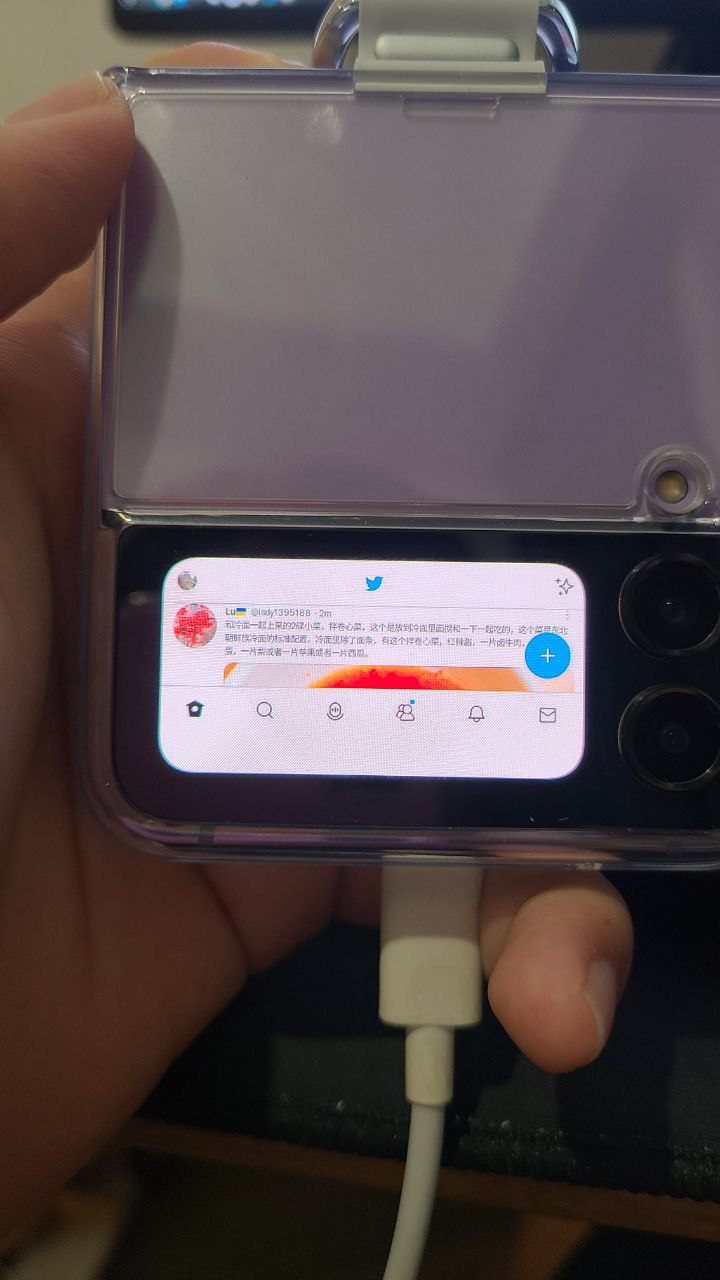 Lu🇺🇦 @lsdyf395188 · 2m
和冷面一起上来的2碟小菜，拌卷心菜，这个是放到冷面里面搅和一下一起吃的，这个菜是东北
朝鲜族冷面的标准配置。冷面里除了面条，有这个拌卷心菜，红辣酱，一片卤牛肉，
蛋，一片梨或者一片苹果或者一片西瓜。